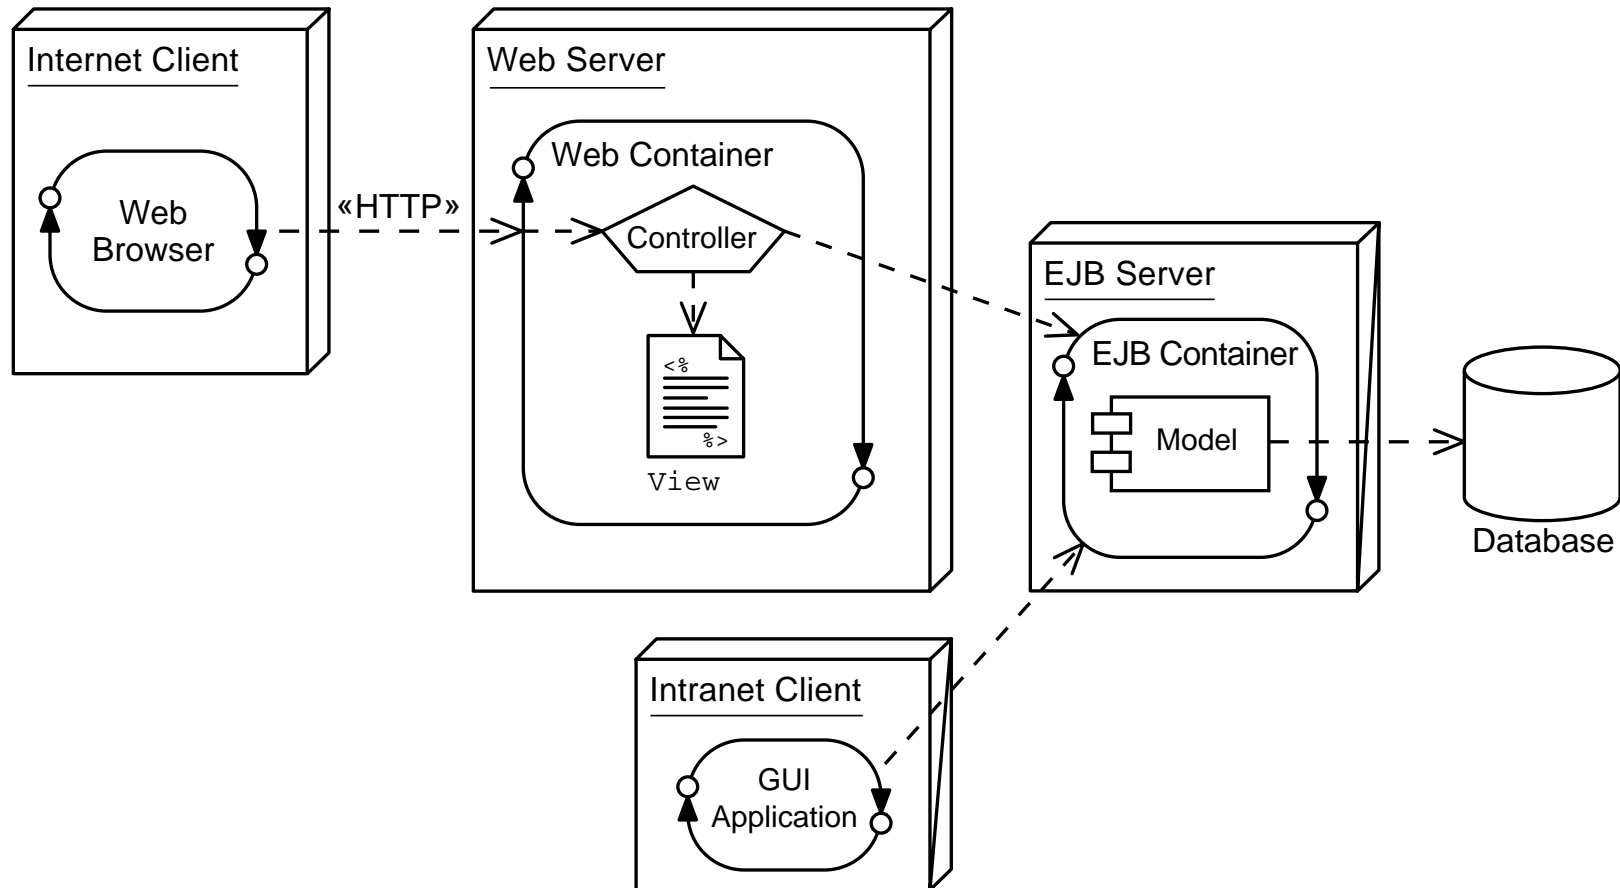 Internet Client
Web
Browser
«HTTP»
Web Server
Web Container
Controller
<%
%>
View
EJB Server
EJB Container
Model
Database
Intranet Client
GUI
Application